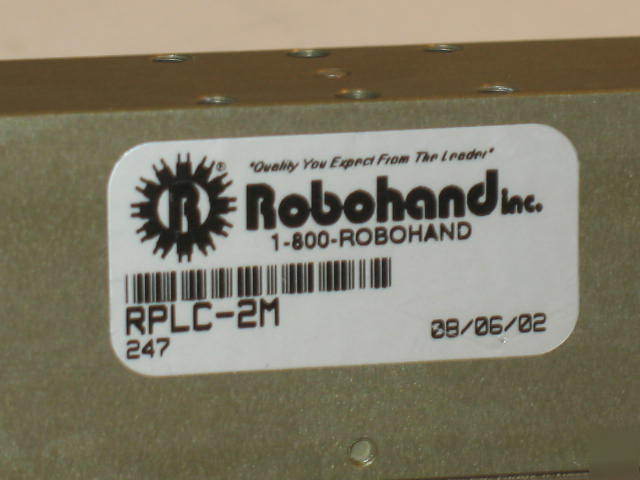 "Quality You Expect From The Leader"
R ® Robohand inc.
1-800-ROBOHAND
RPLC-2M
247 08/06/02